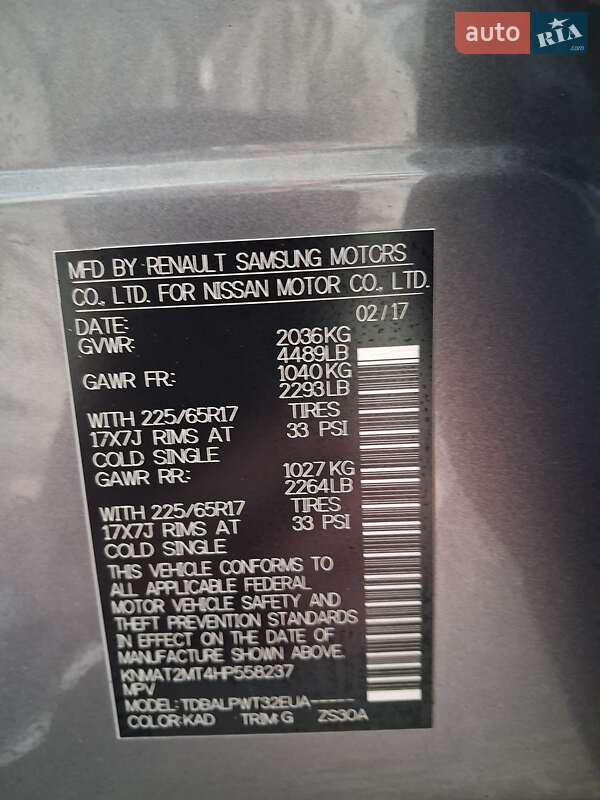 auto RIA .com
MFD BY RENAULT SAMSUNG MOTORS
CO., LTD. FOR NISSAN MOTOR CO., LTD.
DATE: 02/17
GVWR: 2036KG
4489LB
GAWR FR: 1040KG
2293LB
WITH 225/65R17 TIRES
17X7J RIMS AT 33 PSI
COLD SINGLE
GAWR RR: 1027KG
2264LB
WITH 225/65R17 TIRES
17X7J RIMS AT 33 PSI
COLD SINGLE
THIS VEHICLE CONFORMS TO
ALL APPLICABLE FEDERAL
MOTOR VEHICLE SAFETY AND
THEFT PREVENTION STANDARDS
IN EFFECT ON THE DATE OF
MANUFACTURE SHOWN ABOVE.
KNMAT2MT4HP558237
MPV
MODEL: TDBALPWT32EUA-----
COLOR:KAD TRIM:G ZS30A